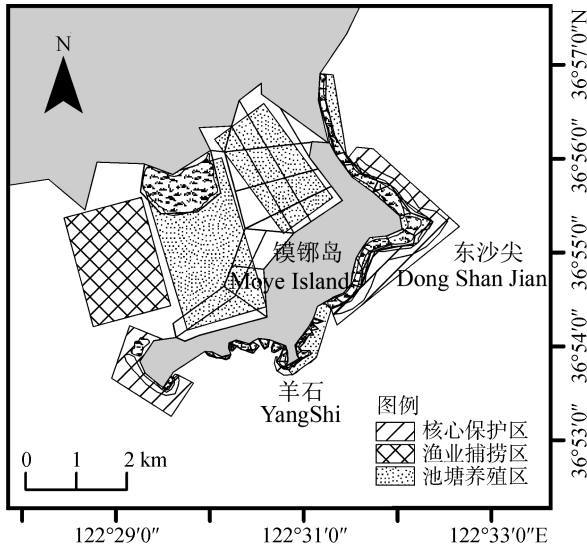 N
镆铘岛
Moye Island
东沙尖
Dong Shan Jian
羊石
YangShi
图例
核心保护区
渔业捕捞区
池塘养殖区
0 1 2 km
36°57′0″N
36°56′0″
36°55′0″
36°54′0″
36°53′0″
122°29′0″ 122°31′0″ 122°33′0″E